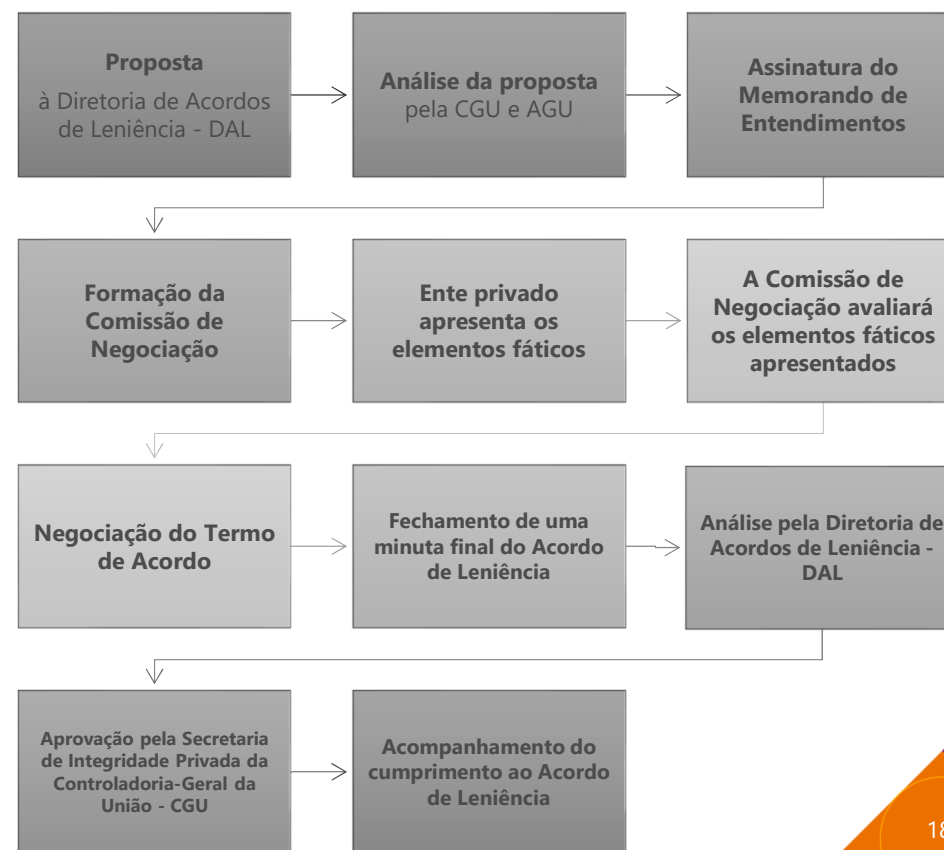 Proposta
à Diretoria de Acordos
de Leniência - DAL
Análise da proposta
pela CGU e AGU
Assinatura do
Memorando de
Entendimentos
Formação da
Comissão de
Negociação
Ente privado
apresenta os
elementos fáticos
A Comissão de
Negociação avaliará
os elementos fáticos
apresentados
Negociação do Termo
de Acordo
Fechamento de uma
minuta final do Acordo
de Leniência
Análise pela Diretoria de
Acordos de Leniência -
DAL
Aprovação pela Secretaria
de Integridade Privada da
Controladoria-Geral da
União - CGU
Acompanhamento do
cumprimento ao Acordo
de Leniência
18